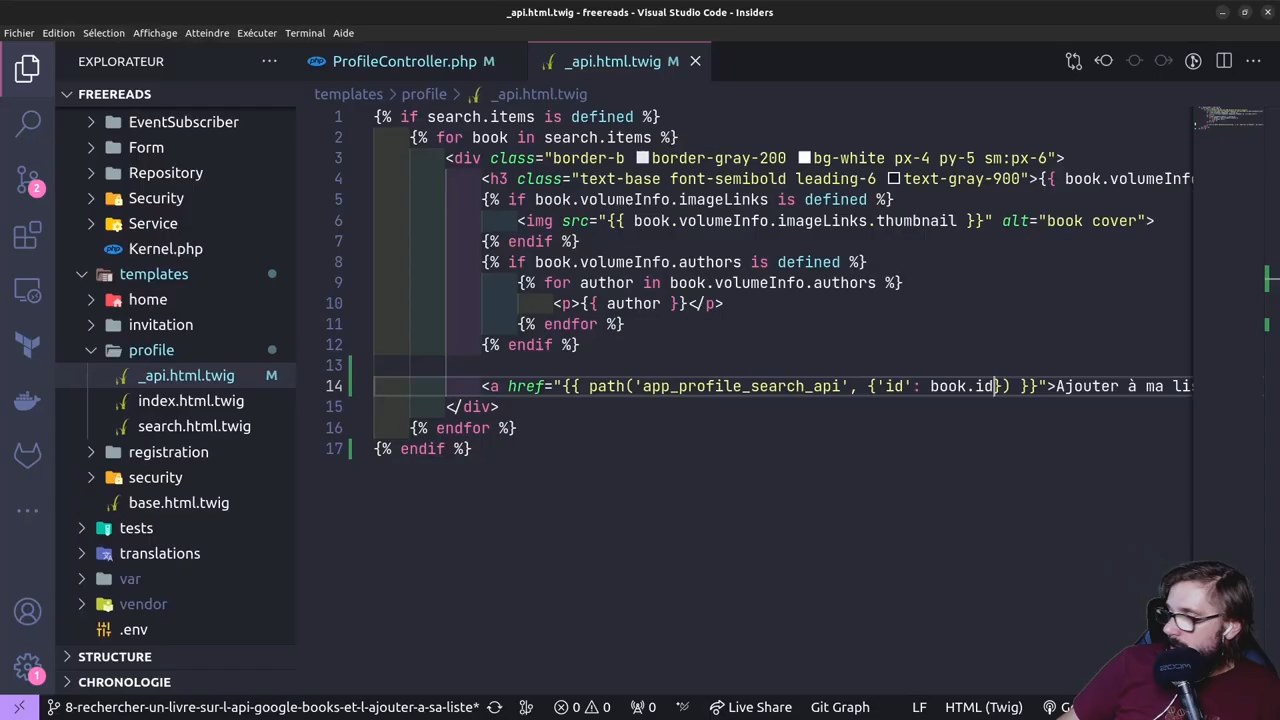 _api.html.twig - freereads - Visual Studio Code - Insiders
Fichier Edition Sélection Affichage Atteindre Exécuter Terminal Aide
EXPLORATEUR
ProfileController.php M
_api.html.twig M
FREEREADS
templates > profile > _api.html.twig
EventSubscriber
Form
Repository
Security
Service
Kernel.php
templates
home
invitation
profile
_api.html.twig M
index.html.twig
search.html.twig
registration
security
base.html.twig
tests
translations
var
vendor
.env
STRUCTURE
CHRONOLOGIE
2
1
1 {% if search.items is defined %}
2 {% for book in search.items %}
3 <div class="border-b border-gray-200 bg-white px-4 py-5 sm:px-6">
4 <h3 class="text-base font-semibold leading-6 text-gray-900">{{ book.volumeInfo
5 {% if book.volumeInfo.imageLinks is defined %}
6 <img src="{{ book.volumeInfo.imageLinks.thumbnail }}" alt="book cover">
7 {% endif %}
8 {% if book.volumeInfo.authors is defined %}
9 {% for author in book.volumeInfo.authors %}
10 <p>{{ author }}</p>
11 {% endfor %}
12 {% endif %}
13
14 <a href="{{ path('app_profile_search_api', {'id': book.id}) }}">Ajouter à ma lis
15 </div>
16 {% endfor %}
17 {% endif %}
8-rechercher-un-livre-sur-l-api-google-books-et-l-ajouter-a-sa-liste* 0 0 0 Live Share Git Graph LF HTML (Twig) Go